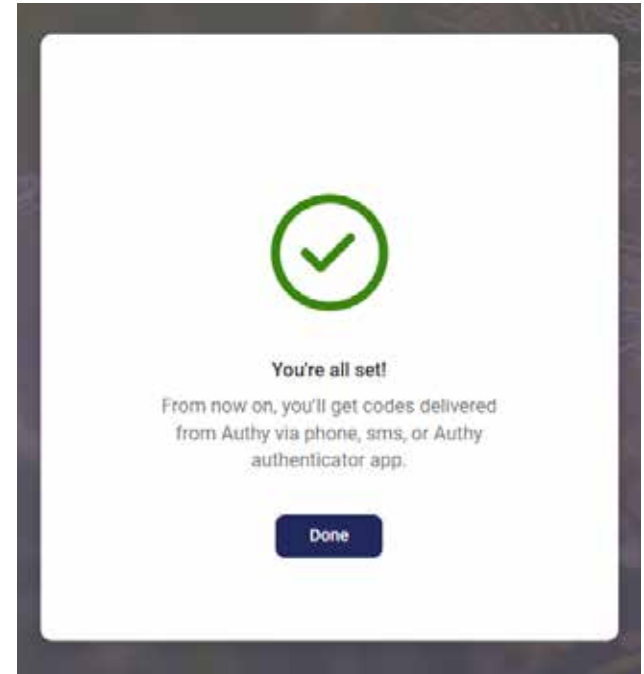 You're all set!
From now on, you'll get codes delivered
from Authy via phone, sms, or Authy
authenticator app.
Done